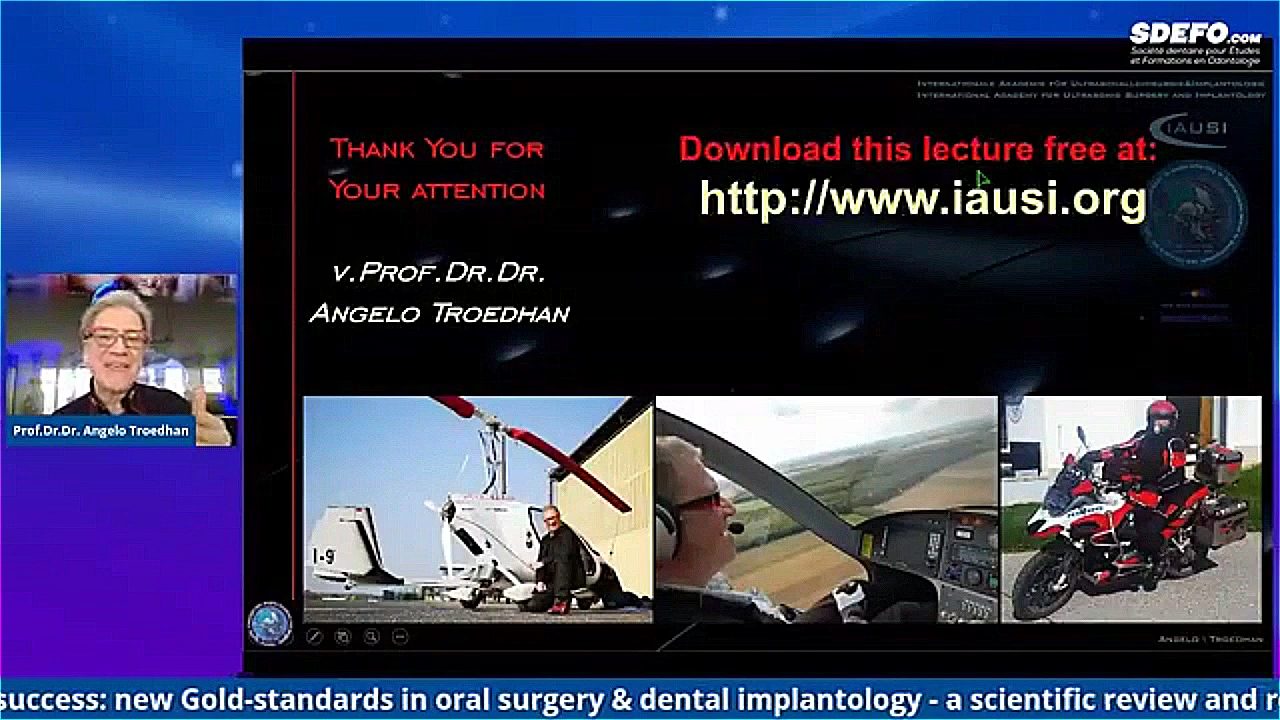 SDEFO.COM
Société dentaire pour Études
et Formations en Odontologie
INTERNATIONAL ACADEMY FOR ULTRASONIC SURGERY AND IMPLANTOLOGY
IAUSI
THANK YOU FOR
YOUR ATTENTION
Download this lecture free at:
http://www.iausi.org
V.PROF.DR.DR.
ANGELO TROEDHAN
Prof.Dr.Dr. Angelo Troedhan
I-9
ANGELO TROEDHAN
success: new Gold-standards in oral surgery & dental implantology - a scientific review and r